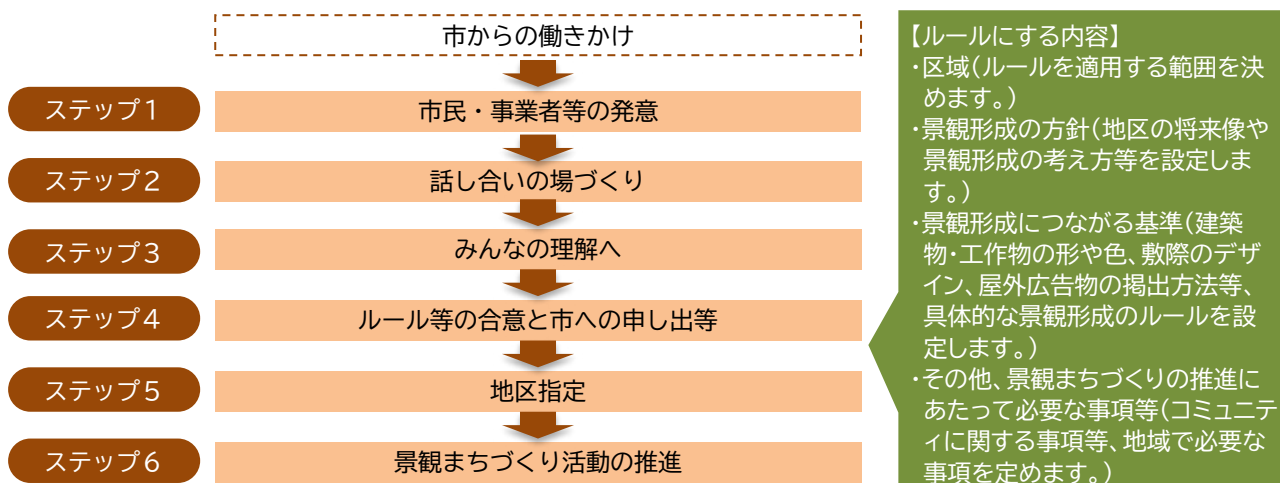 市からの働きかけ
ステップ1
市民・事業者等の発意
ステップ2
話し合いの場づくり
ステップ3
みんなの理解へ
ステップ4
ルール等の合意と市への申し出等
ステップ5
地区指定
ステップ6
景観まちづくり活動の推進
【ルールにする内容】
・区域(ルールを適用する範囲を決
めます。)
・景観形成の方針(地区の将来像や
景観形成の考え方等を設定しま
す。)
・景観形成につながる基準(建築
物・工作物の形や色、敷際のデザ
イン、屋外広告物の掲出方法等、
具体的な景観形成のルールを設
定します。)
・その他、景観まちづくりの推進に
あたって必要な事項等(コミュニテ
ィに関する事項等、地域で必要な
事項を定めます。)